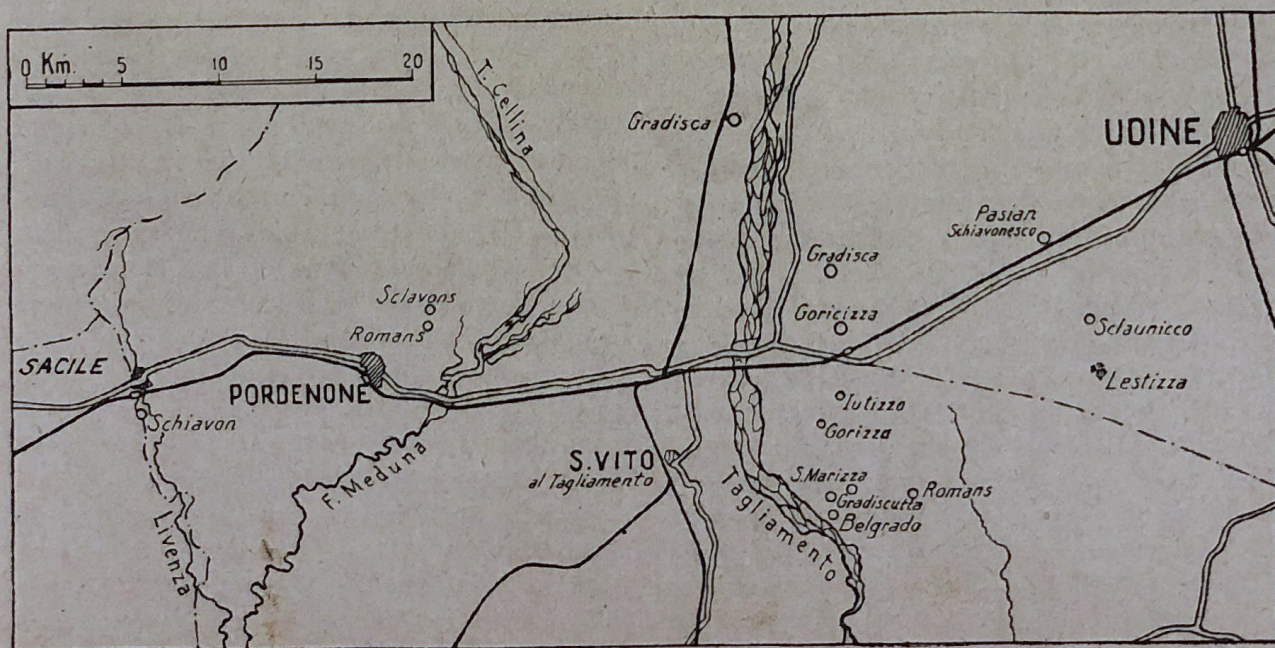 0 Km. 5 10 15 20
T. Cellina
Gradisca
UDINE
Pasian
Schiavonesco
Gradisca
Sclavons
Romans
Goricizza
Sclaunicco
SACILE
PORDENONE
Lestizza
Schiavon
Iutizzo
Gorizza
F. Meduna
S. VITO
al Tagliamento
S. Marizza
Gradiscutta
Romans
Belgrado
Tagliamento
Livenza